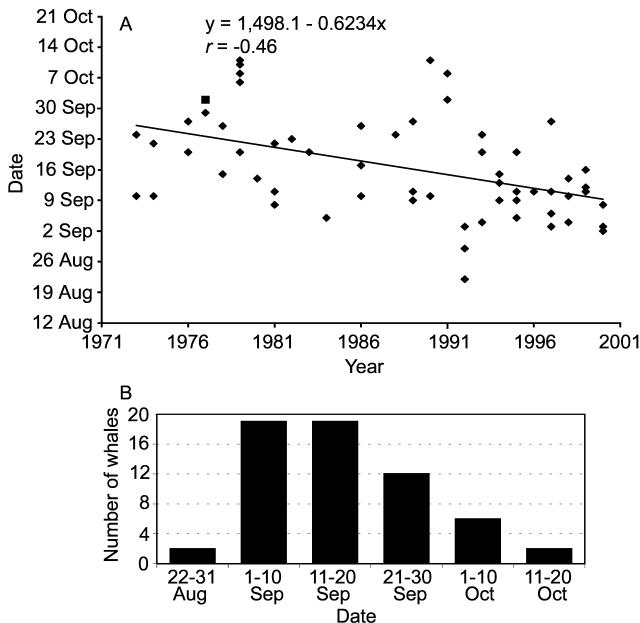 A
y = 1,498.1 - 0.6234x
r = -0.46
21 Oct
14 Oct
7 Oct
30 Sep
23 Sep
16 Sep
9 Sep
2 Sep
26 Aug
19 Aug
12 Aug
Date
1971 1976 1981 1986 1991 1996 2001
Year
B
Number of whales
20
16
12
8
4
0
22-31 1-10 11-20 21-30 1-10 11-20
Aug Sep Sep Sep Oct Oct
Date